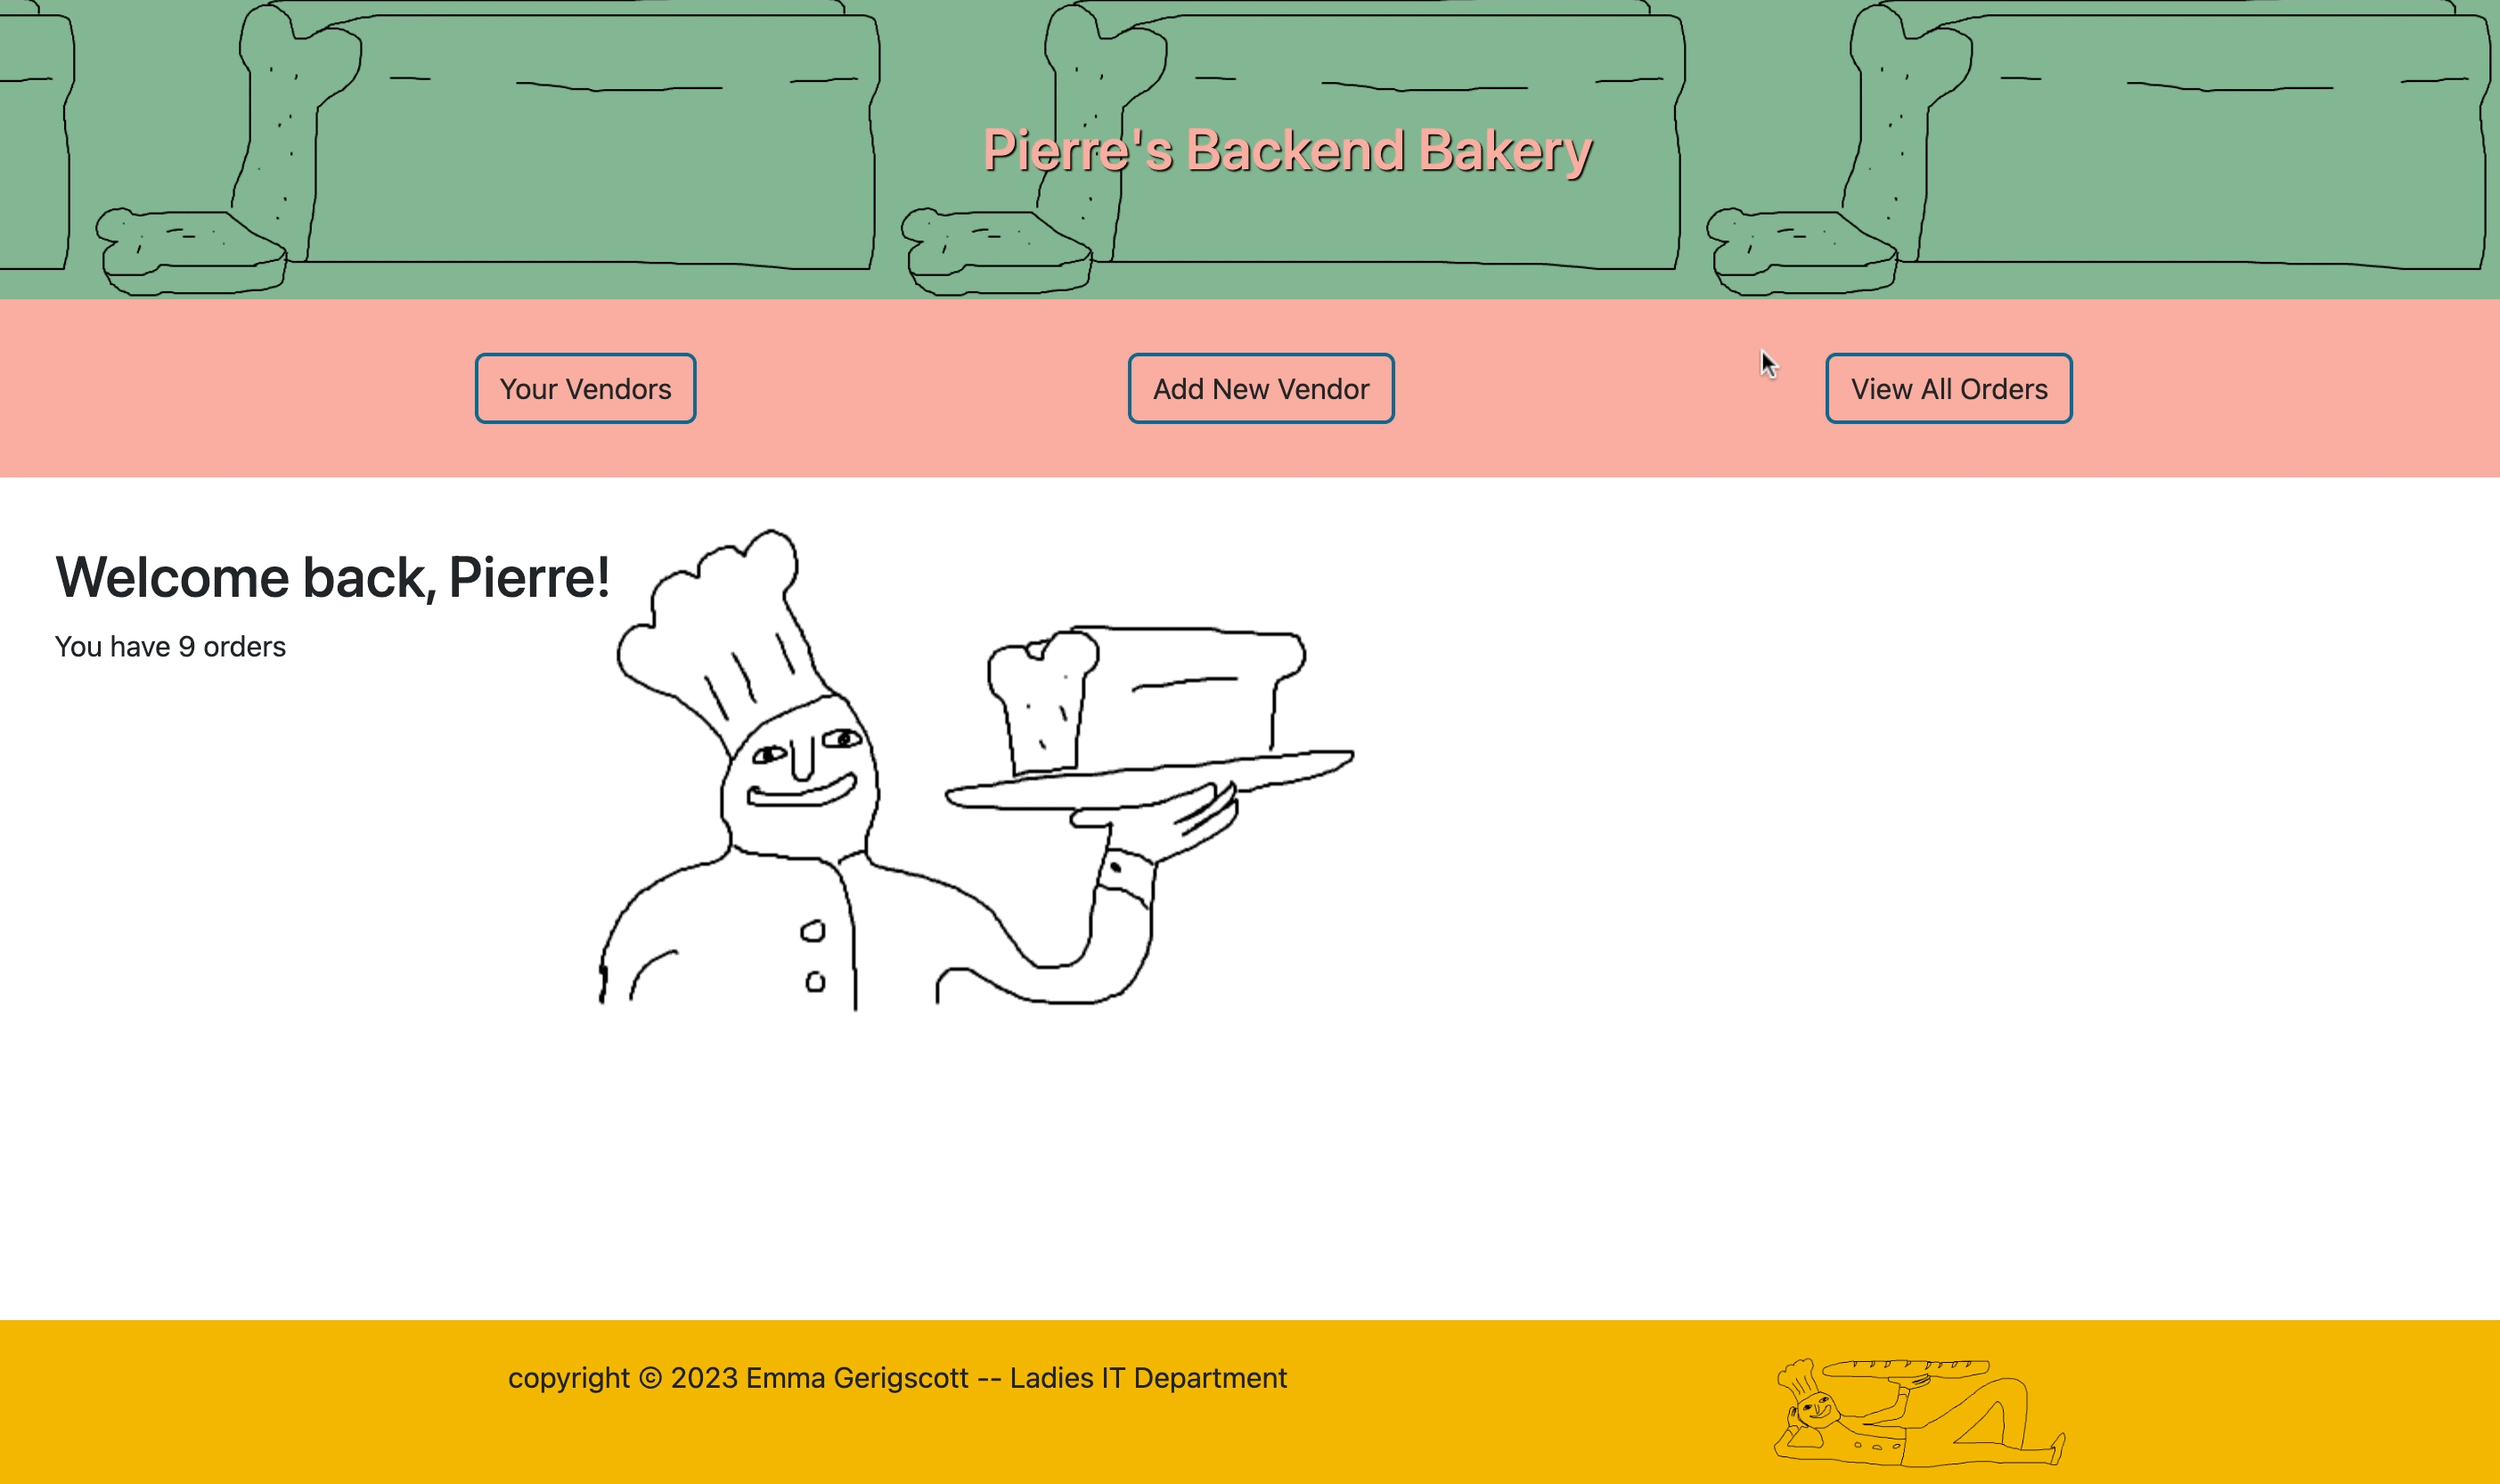 Pierre's Backend Bakery
Your Vendors
Add New Vendor
View All Orders
Welcome back, Pierre!
You have 9 orders
copyright © 2023 Emma Gerigscott -- Ladies IT Department